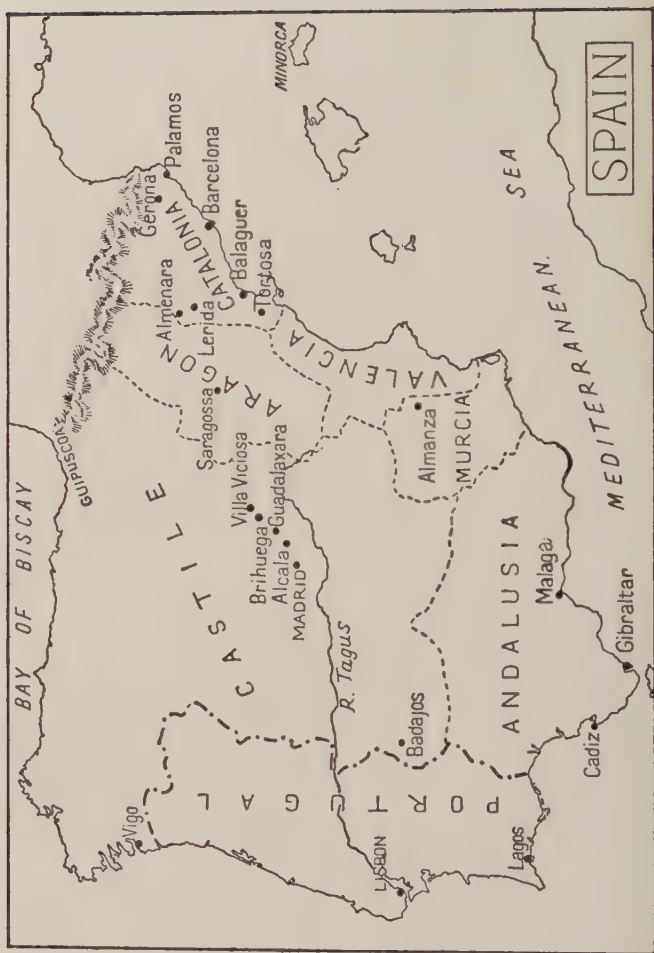 BAY OF BISCAY
GUIPUSCOA
Vigo
CASTILE
PORTUGAL
LISBON
Lagos
R. Tagus
Badajos
Villa Viciosa
Brihuega
Guadalaxara
Alcala
MADRID
ARAGON
Saragossa
Almenara
Lerida
CATALONIA
Gerona
Palamos
Barcelona
Balaguer
Tortosa
VALENCIA
Almanza
MURCIA
ANDALUSIA
Malaga
Cadiz
Gibraltar
MINORCA
MEDITERRANEAN.
SEA
SPAIN